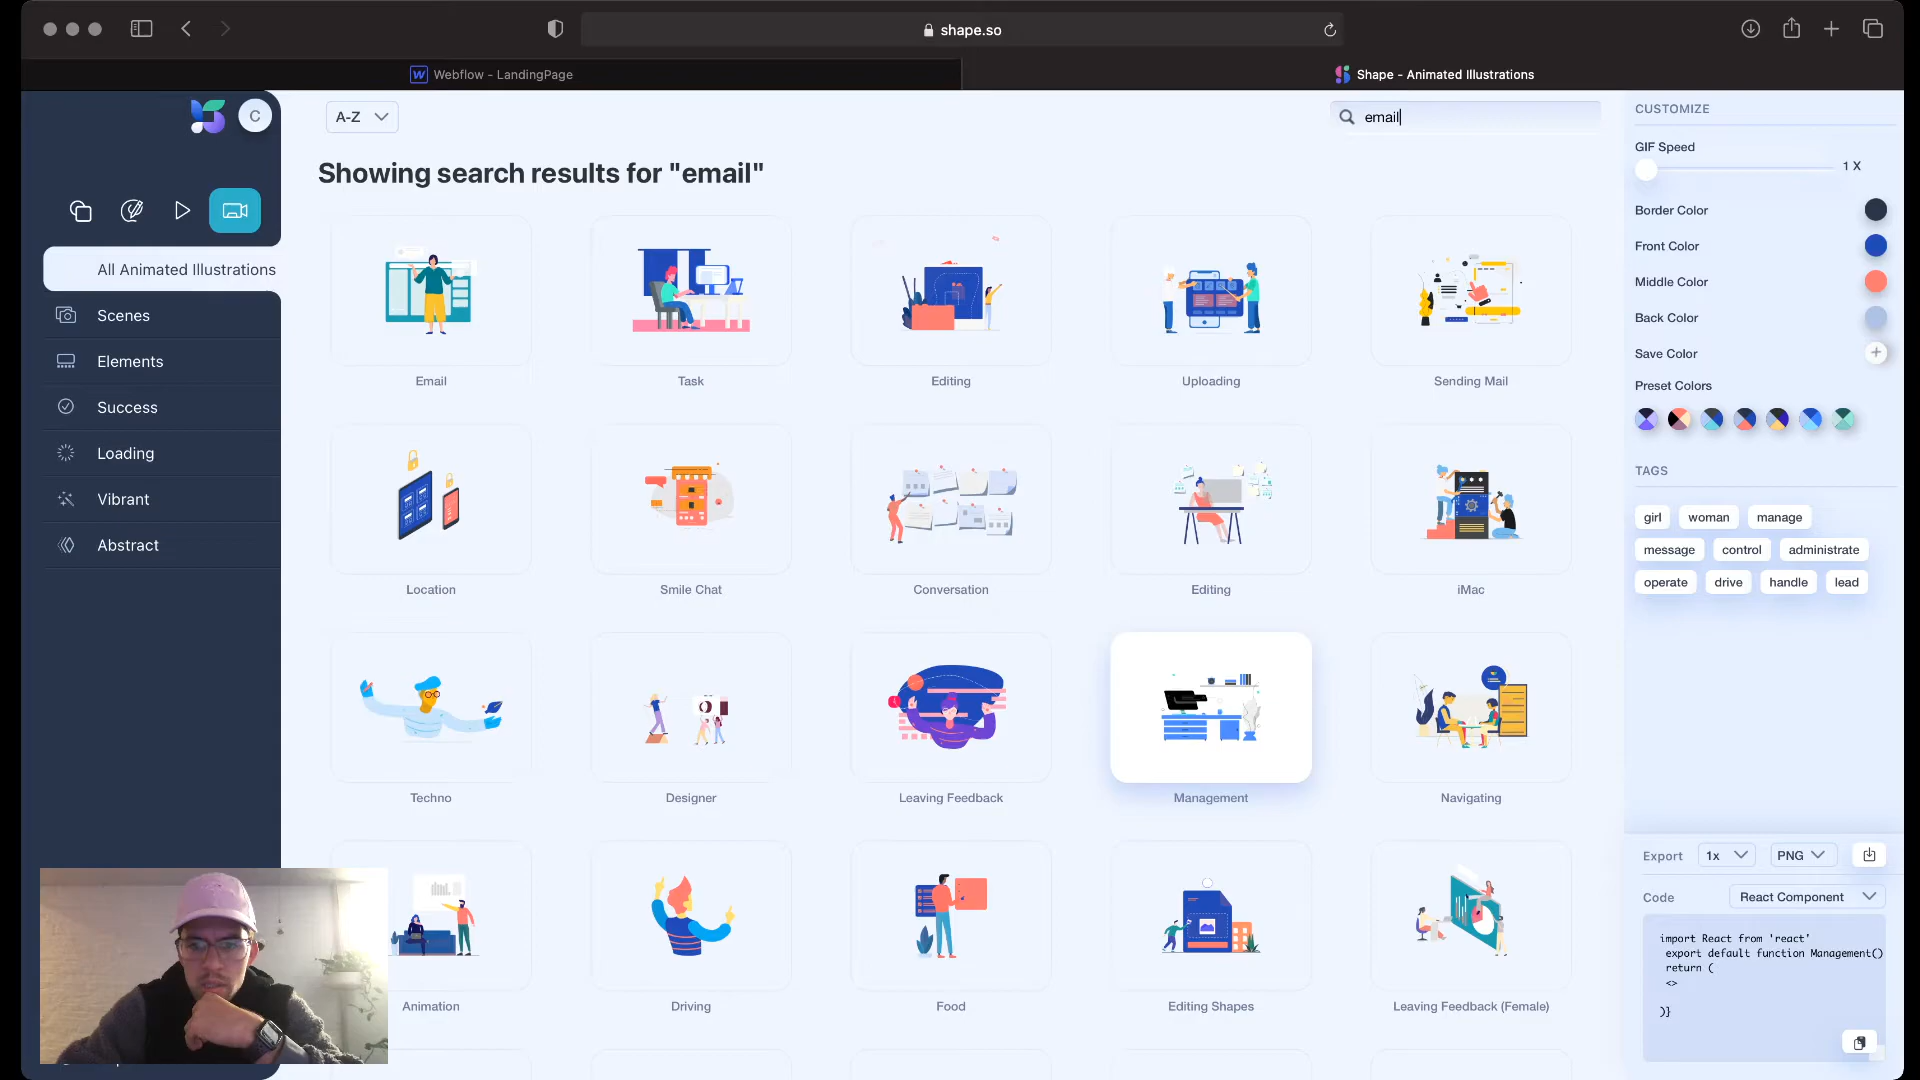 shape.so
Webflow - LandingPage
Shape - Animated Illustrations
C
A-Z
email
Showing search results for "email"
All Animated Illustrations
Scenes
Elements
Success
Loading
Vibrant
Abstract
Email
Task
Editing
Uploading
Sending Mail
Location
Smile Chat
Conversation
Editing
iMac
Techno
Designer
Leaving Feedback
Management
Navigating
Animation
Driving
Food
Editing Shapes
Leaving Feedback (Female)
CUSTOMIZE
GIF Speed
1 X
Border Color
Front Color
Middle Color
Back Color
Save Color
Preset Colors
TAGS
girl woman manage
message control administrate
operate drive handle lead
Export 1x PNG
Code React Component
import React from 'react'
export default function Management()
return (
<>
)}